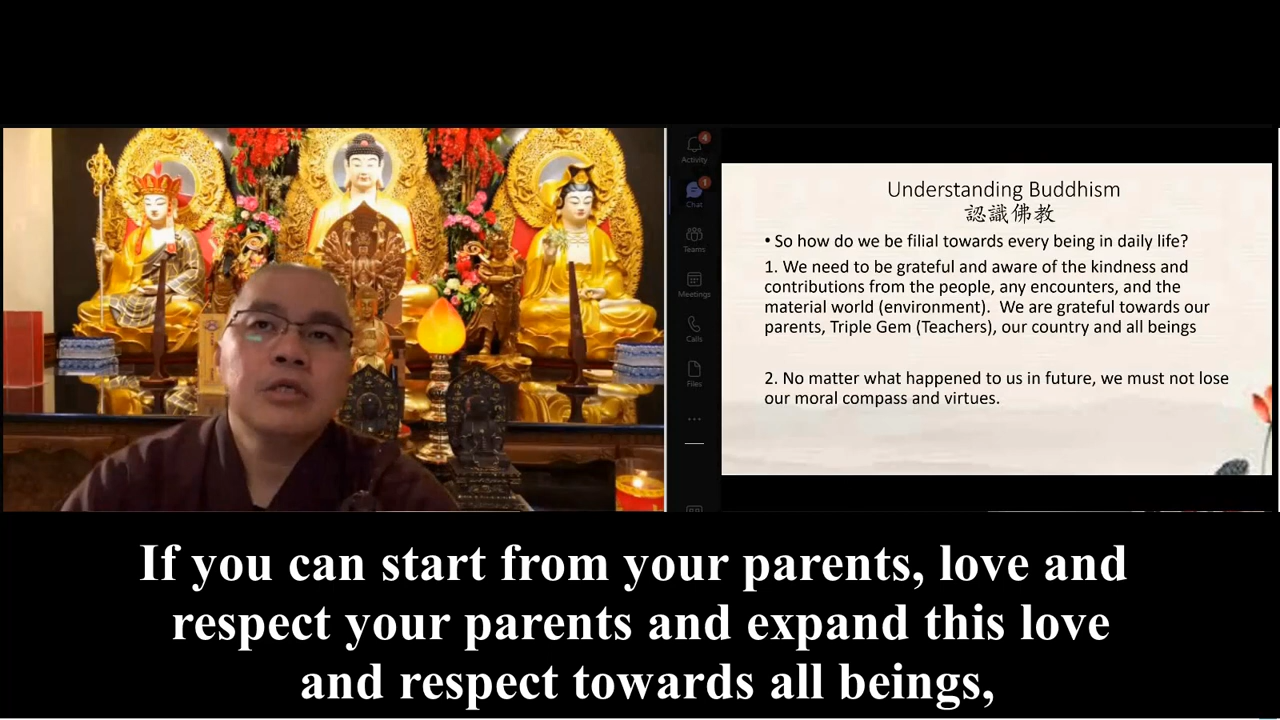 Activity
Chat
Teams
Meetings
Calls
Files
4
1
Understanding Buddhism
認識佛教
• So how do we be filial towards every being in daily life?
1. We need to be grateful and aware of the kindness and
contributions from the people, any encounters, and the
material world (environment). We are grateful towards our
parents, Triple Gem (Teachers), our country and all beings
2. No matter what happened to us in future, we must not lose
our moral compass and virtues.
If you can start from your parents, love and
respect your parents and expand this love
and respect towards all beings,